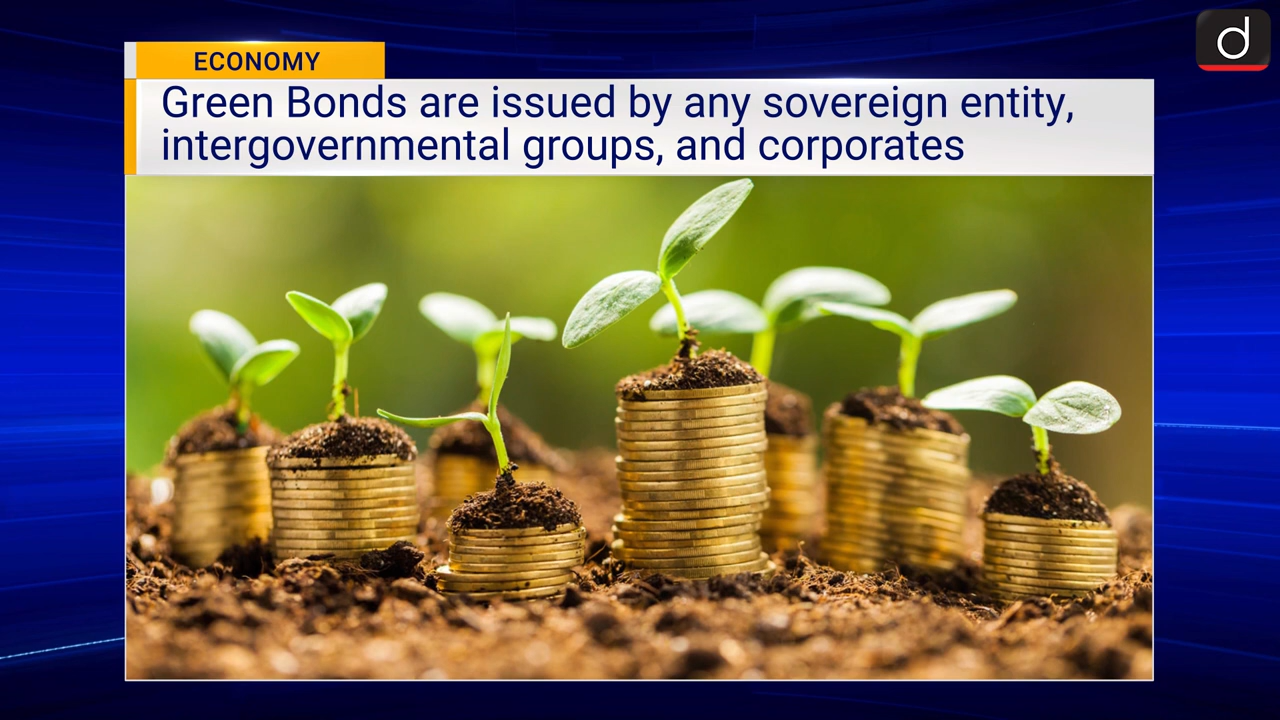 ECONOMY
Green Bonds are issued by any sovereign entity,
intergovernmental groups, and corporates
d